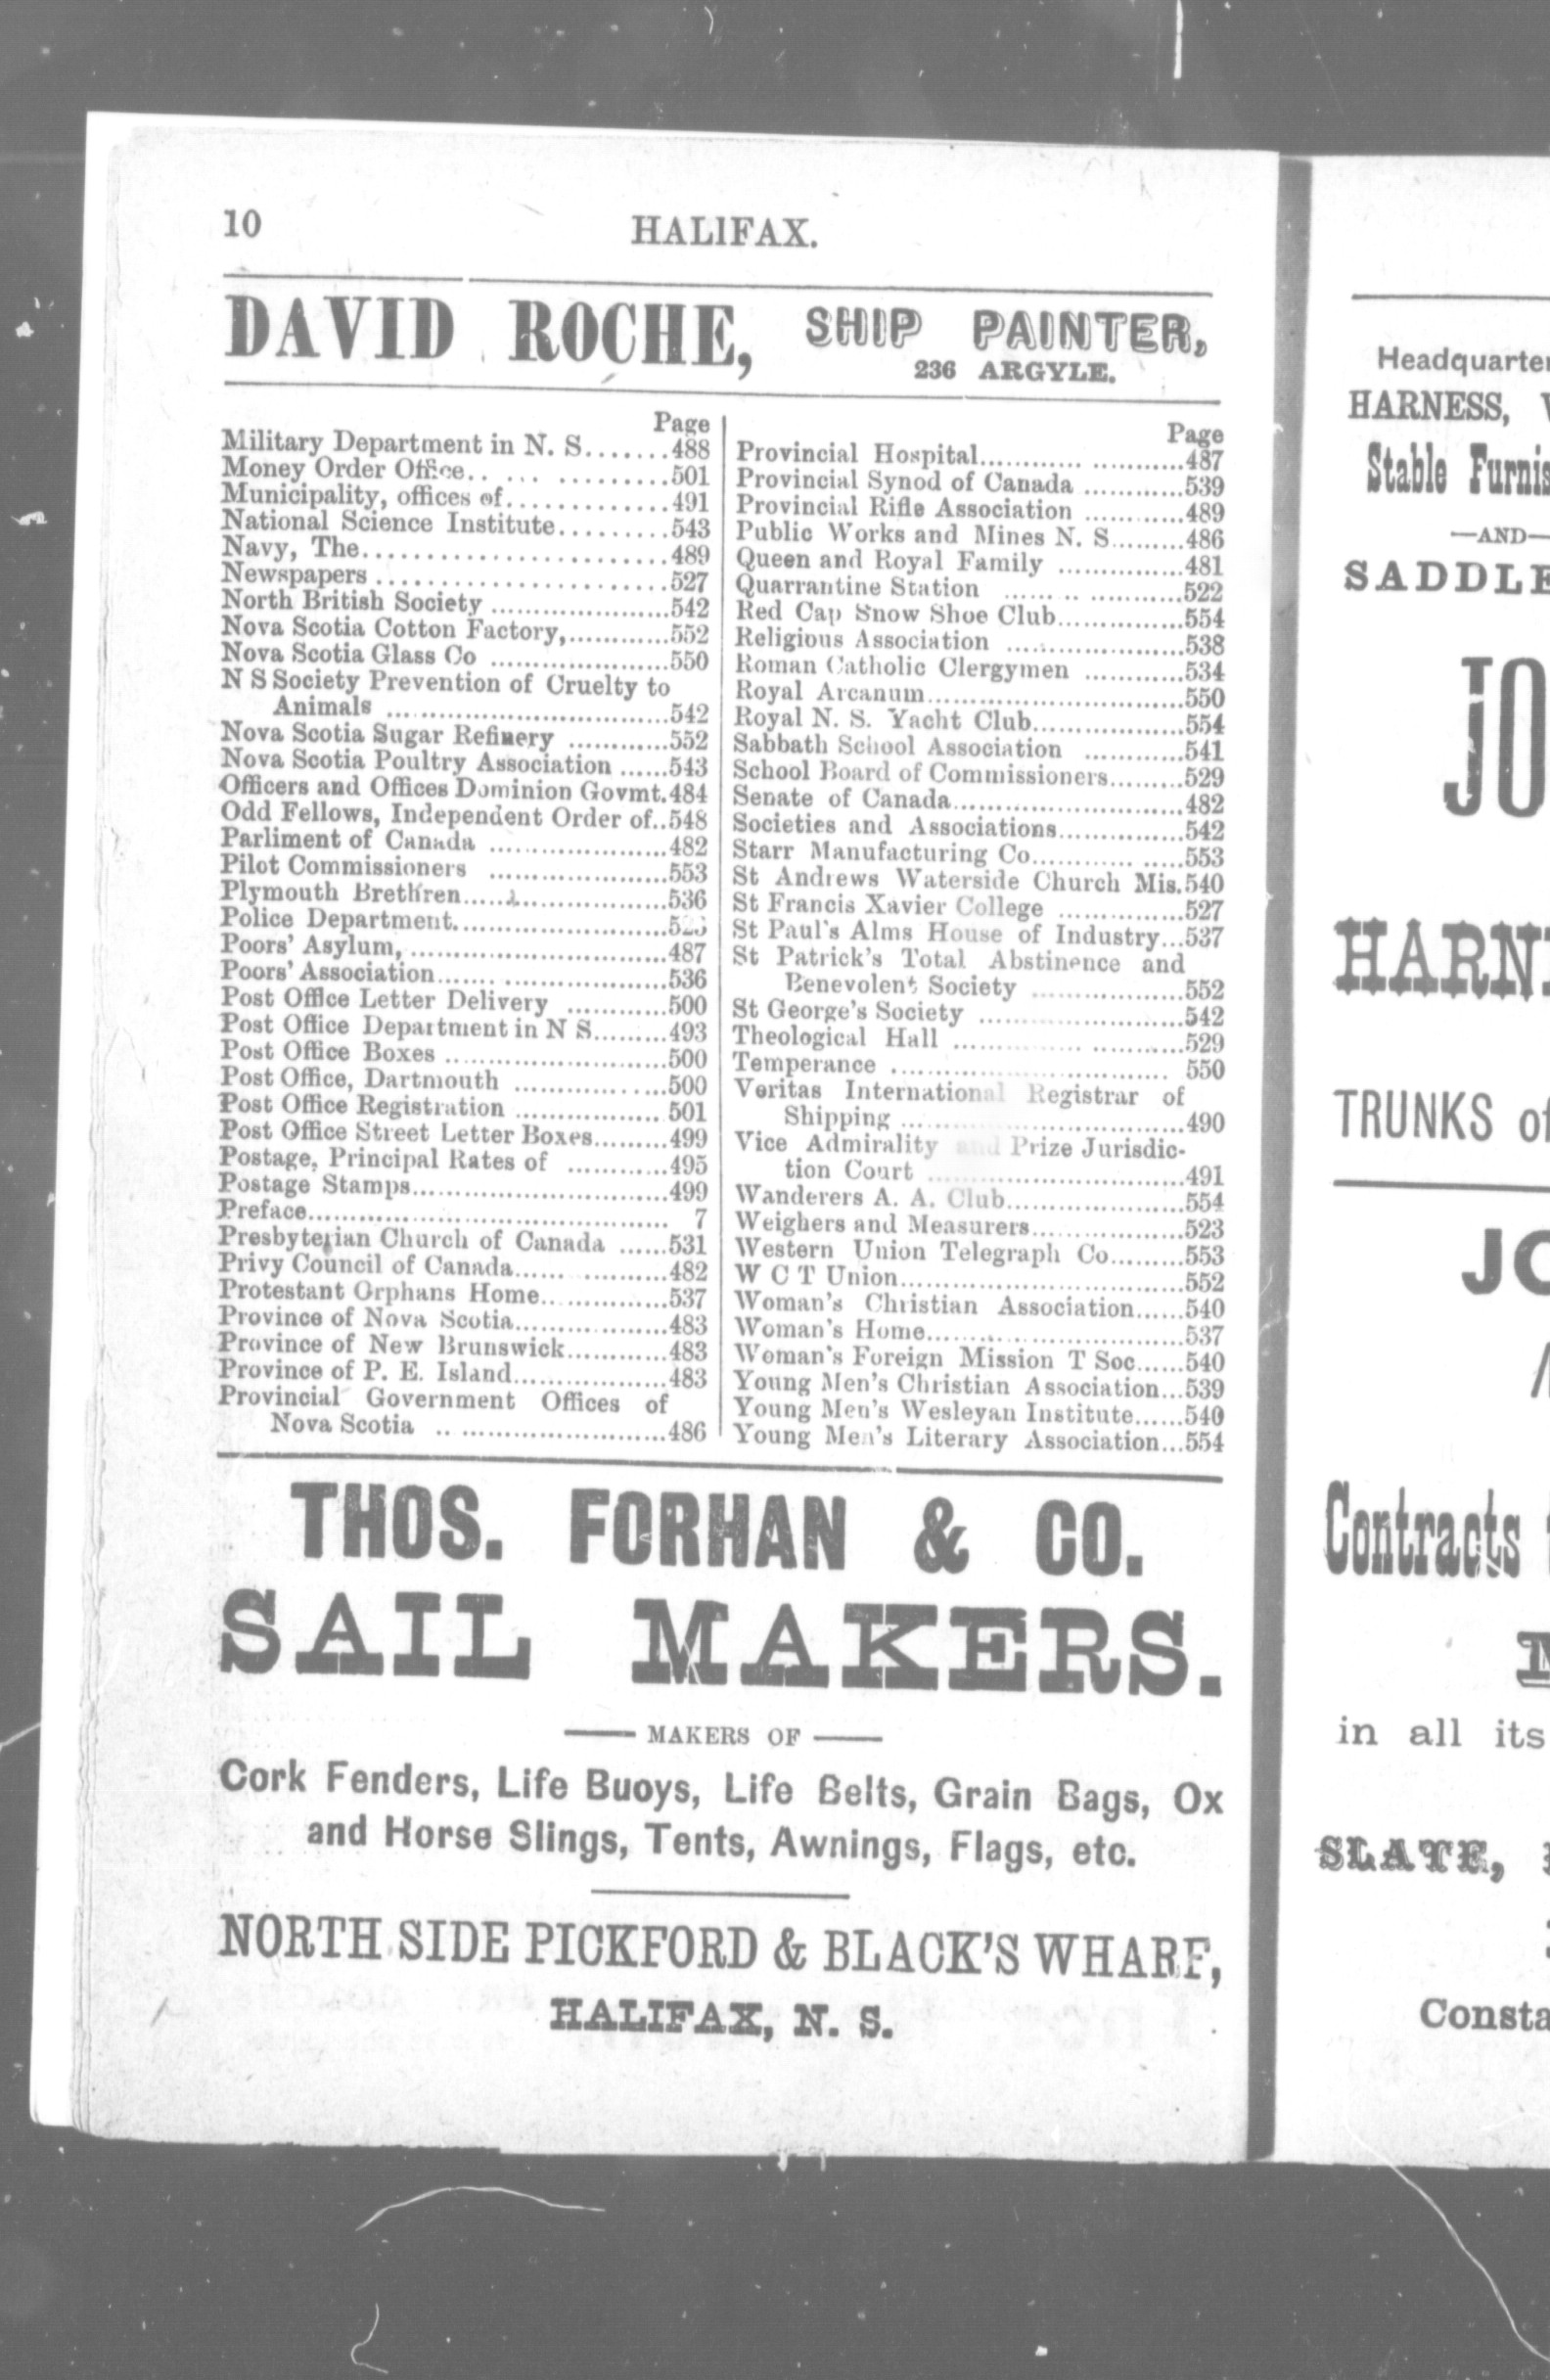 10
HALIFAX.
DAVID ROCHE, SHIP PAINTER,
236 ARGYLE.
Page
Military Department in N. S.......488
Money Order Office.. ... ..........501
Municipality, offices of..............491
National Science Institute.........543
Navy, The..........................489
Newspapers ........................527
North British Society ....................542
Nova Scotia Cotton Factory,............552
Nova Scotia Glass Co ....................550
N S Society Prevention of Cruelty to
Animals ................................542
Nova Scotia Sugar Refinery ...........552
Nova Scotia Poultry Association ......543
Officers and Offices Dominion Govmt.484
Odd Fellows, Independent Order of..548
Parliment of Canada ....................482
Pilot Commissioners ....................553
Plymouth Brethren.......................536
Police Department........................
Poors' Asylum,.............................487
Poors' Association.........................536
Post Office Letter Delivery ...........500
Post Office Department in N S.........493
Post Office Boxes .........................500
Post Office, Dartmouth .................500
Post Office Registration .................501
Post Office Street Letter Boxes.........499
Postage, Principal Rates of ...........495
Postage Stamps.............................499
Preface........................................ 7
Presbyterian Church of Canada ......531
Privy Council of Canada...... ..........482
Protestant Orphans Home...............537
Province of Nova Scotia..................483
Province of New Brunswick............483
Province of P. E. Island..................483
Provincial Government Offices of
Nova Scotia .. ........................486
Page
Provincial Hospital............ ...........487
Provincial Synod of Canada ............539
Provincial Rifle Association ............489
Public Works and Mines N. S.........486
Queen and Royal Family ...............481
Quarrantine Station ........ ...........522
Red Cap Snow Shoe Club...............554
Religious Association ....................538
Roman Catholic Clergymen ............534
Royal Arcanum.............................550
Royal N. S. Yacht Club..................554
Sabbath School Association ............541
School Board of Commissioners.........529
Senate of Canada..........................482
Societies and Associations...............542
Starr Manufacturing Co............ .....553
St Andrews Waterside Church Mis.540
St Francis Xavier College ...............527
St Paul's Alms House of Industry...537
St Patrick's Total Abstinence and
Benevolent Society ..................552
St George's Society ........................542
Theological Hall ............... ...........529
Temperance ............................... 550
Veritas International Registrar of
Shipping ................................490
Vice Admirality and Prize Jurisdic-
tion Court ..............................491
Wanderers A. A. Club....................554
Weighers and Measurers.................523
Western Union Telegraph Co.........553
W C T Union................................552
Woman's Christian Association......540
Woman's Home.............................537
Woman's Foreign Mission T Soc......540
Young Men's Christian Association...539
Young Men's Wesleyan Institute......540
Young Men's Literary Association...554
THOS. FORHAN & CO.
SAIL MAKERS.
—— MAKERS OF ——
Cork Fenders, Life Buoys, Life Belts, Grain Bags, Ox
and Horse Slings, Tents, Awnings, Flags, etc.
NORTH SIDE PICKFORD & BLACK'S WHARF,
HALIFAX, N. S.
HARNESS,
Stable
—AND—
TRUNKS of
Contracts
in all its
SLATE,